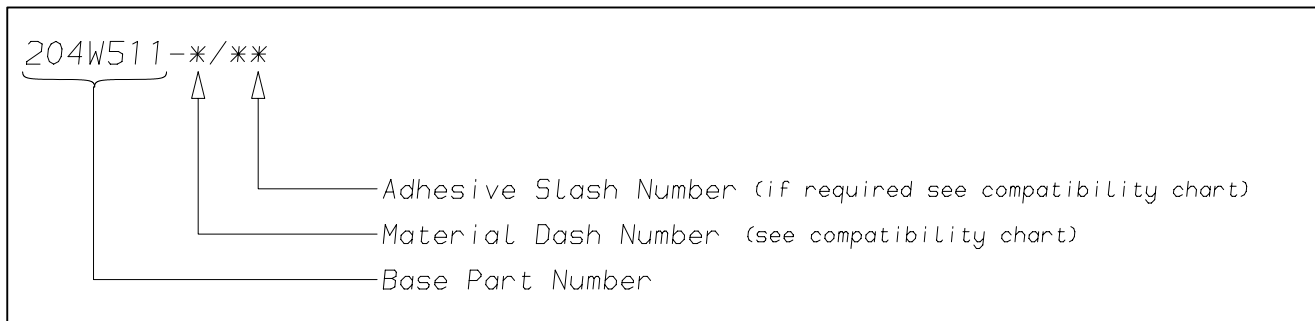 204W511-*/**
Adhesive Slash Number (if required see compatibility chart)
Material Dash Number (see compatibility chart)
Base Part Number